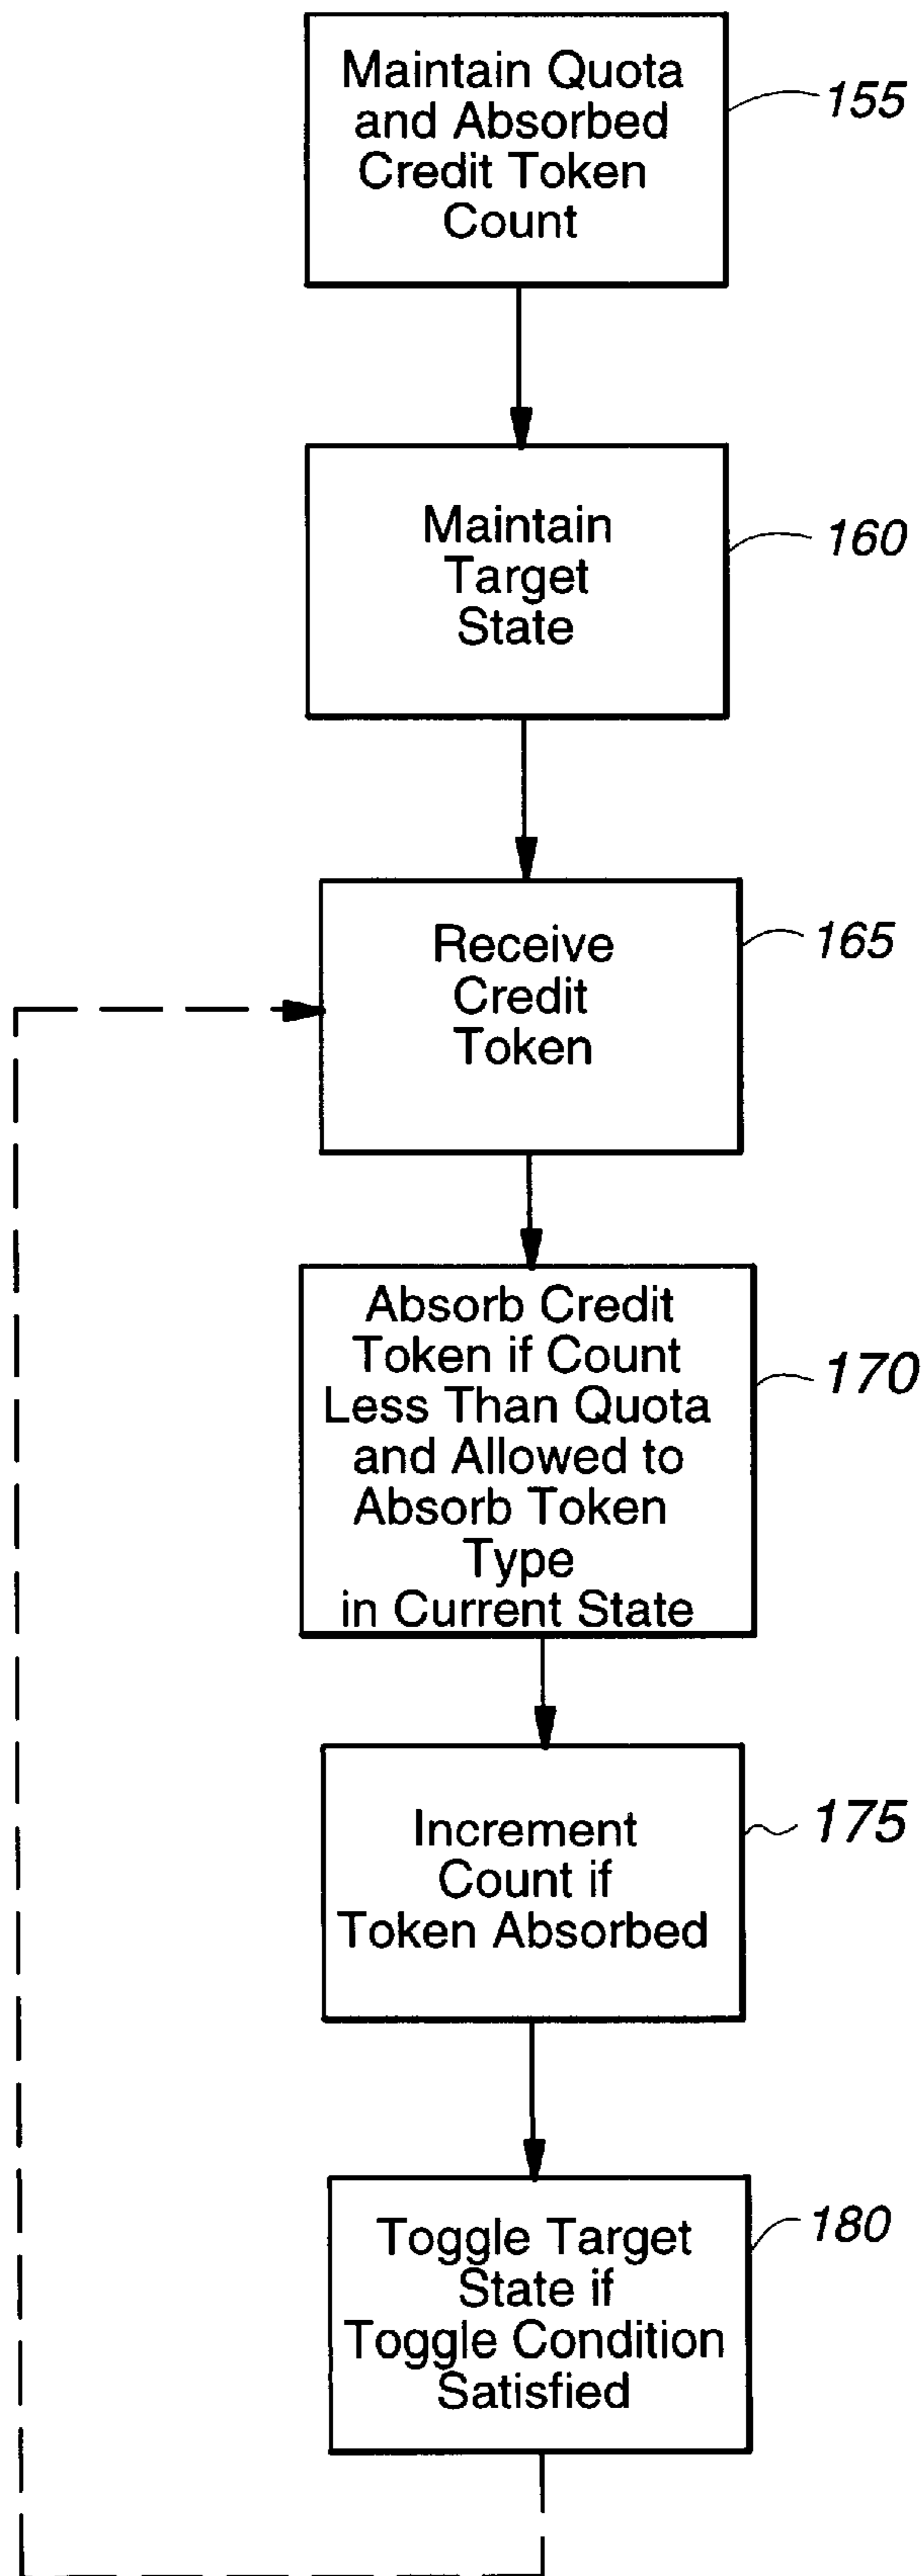 Maintain Quota
and Absorbed
Credit Token
Count
155
Maintain
Target
State
160
Receive
Credit
Token
165
Absorb Credit
Token if Count
Less Than Quota
and Allowed to
Absorb Token
Type
in Current State
170
Increment
Count if
Token Absorbed
175
Toggle Target
State if
Toggle Condition
Satisfied
180